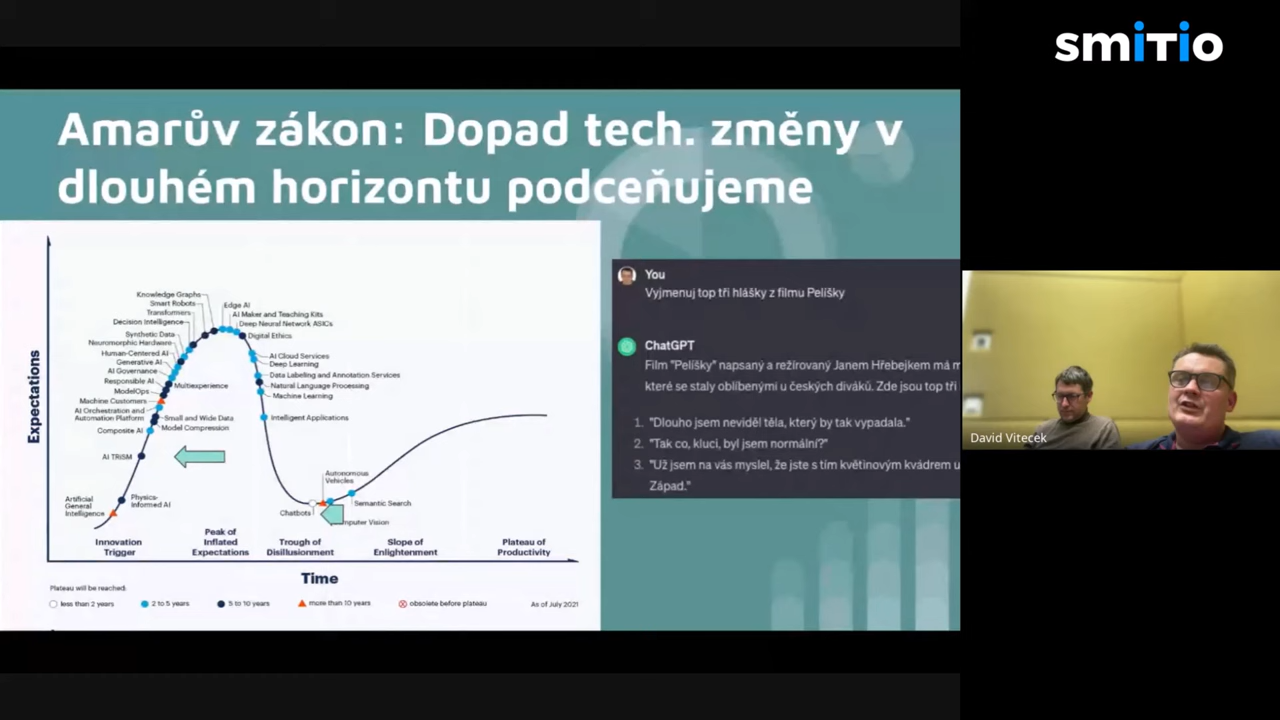 smiTio
Amarův zákon: Dopad tech. změny v
dlouhém horizontu podceňujeme
Expectations
Knowledge Graphs
Smart Robots
Transformers
Decision Intelligence
Synthetic Data
Neuromorphic Hardware
Human-Centered AI
Generative AI
AI Governance
Responsible AI
ModelOps
Machine Customers
AI Orchestration and
Automation Platform
Composite AI
AI TRiSM
Artificial
General
Intelligence
Physics-
Informed AI
Multiexperience
Small and Wide Data
Model Compression
Edge AI
AI Maker and Teaching Kits
Deep Neural Network ASICs
Digital Ethics
AI Cloud Services
Deep Learning
Data Labeling and Annotation Services
Natural Language Processing
Machine Learning
Intelligent Applications
Autonomous
Vehicles
Chatbots
Semantic Search
mputer Vision
Innovation
Trigger
Peak of
Inflated
Expectations
Trough of
Disillusionment
Slope of
Enlightenment
Plateau of
Productivity
Time
Plateau will be reached:
less than 2 years
2 to 5 years
5 to 10 years
more than 10 years
obsolete before plateau
As of July 2021
You
Vyjmenuj top tři hlášky z filmu Pelíšky
ChatGPT
Film "Pelíšky" napsaný a režírovaný Janem Hřebejkem má m
které se staly oblíbenými u českých diváků. Zde jsou top tři
1. "Dlouho jsem neviděl těla, který by tak vypadala."
2. "Tak co, kluci, byl jsem normální?"
3. "Už jsem na vás myslel, že jste s tím květinovým kvádrem u
Západ."
David Vitecek